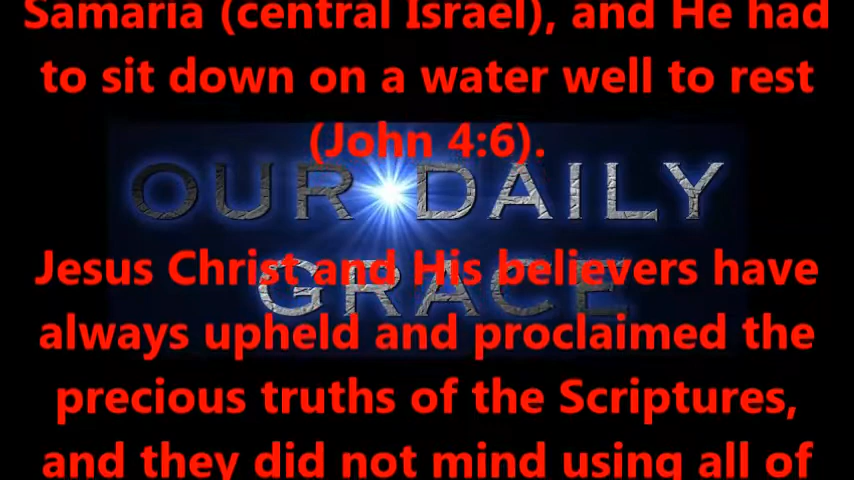 Samaria (central Israel), and He had
to sit down on a water well to rest
(John 4:6).
OUR DAILY
GRACE
Jesus Christ and His believers have
always upheld and proclaimed the
precious truths of the Scriptures,
and they did not mind using all of